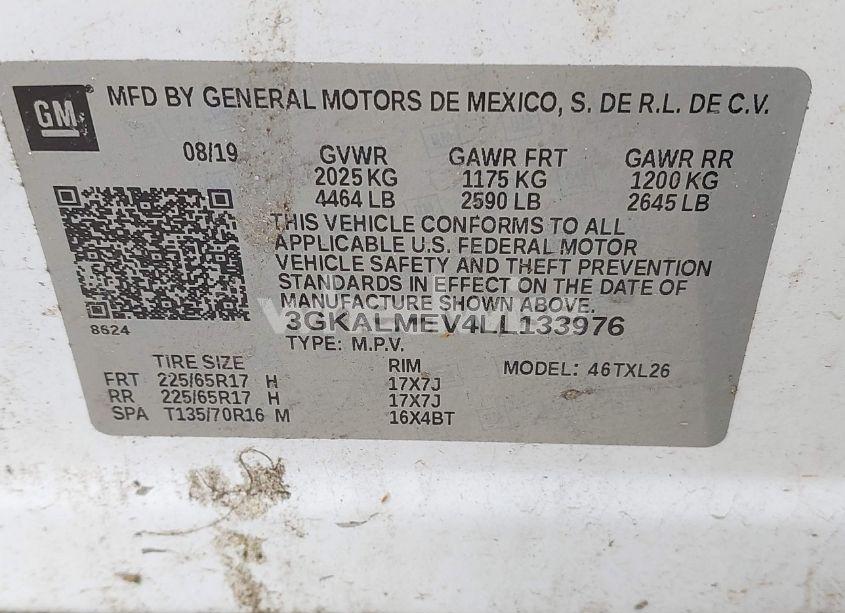 GM
MFD BY GENERAL MOTORS DE MEXICO, S. DE R.L. DE C.V.
08/19 GVWR GAWR FRT GAWR RR
2025 KG 1175 KG 1200 KG
4464 LB 2590 LB 2645 LB
THIS VEHICLE CONFORMS TO ALL
APPLICABLE U.S. FEDERAL MOTOR
VEHICLE SAFETY AND THEFT PREVENTION
STANDARDS IN EFFECT ON THE DATE OF
MANUFACTURE SHOWN ABOVE.
8624
3GKALMEV4LL133976
TYPE: M.P.V.
TIRE SIZE RIM MODEL: 46TXL26
FRT 225/65R17 H 17X7J
RR 225/65R17 H 17X7J
SPA T135/70R16 M 16X4BT